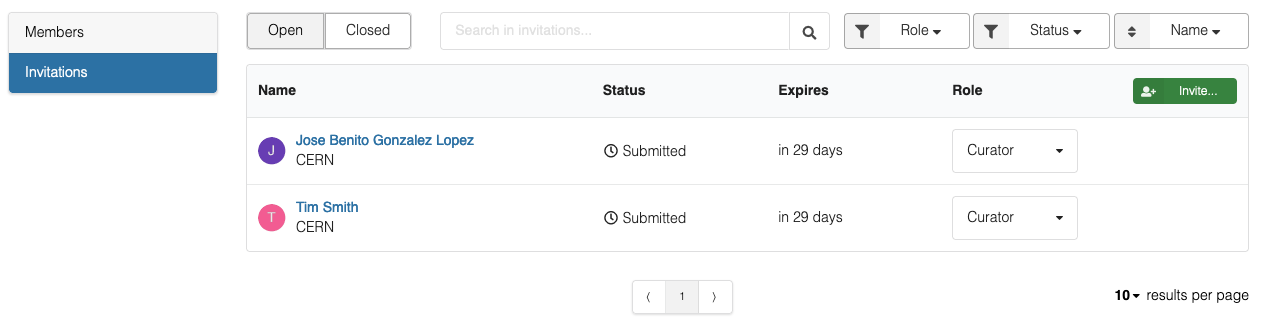 Members
Invitations
Open Closed
Search in invitations...
Role Status Name
Name Status Expires Role Invite...
J Jose Benito Gonzalez Lopez
CERN
Submitted in 29 days Curator
T Tim Smith
CERN
Submitted in 29 days Curator
⟨ 1 ⟩
10 results per page